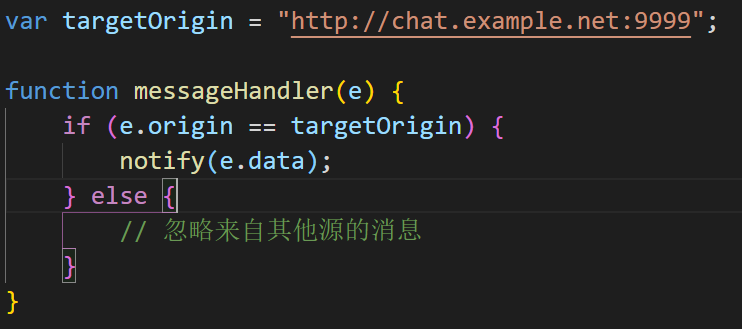 var targetOrigin = "http://chat.example.net:9999";
function messageHandler(e) {
if (e.origin == targetOrigin) {
notify(e.data);
} else {
// 忽略来自其他源的消息
}
}